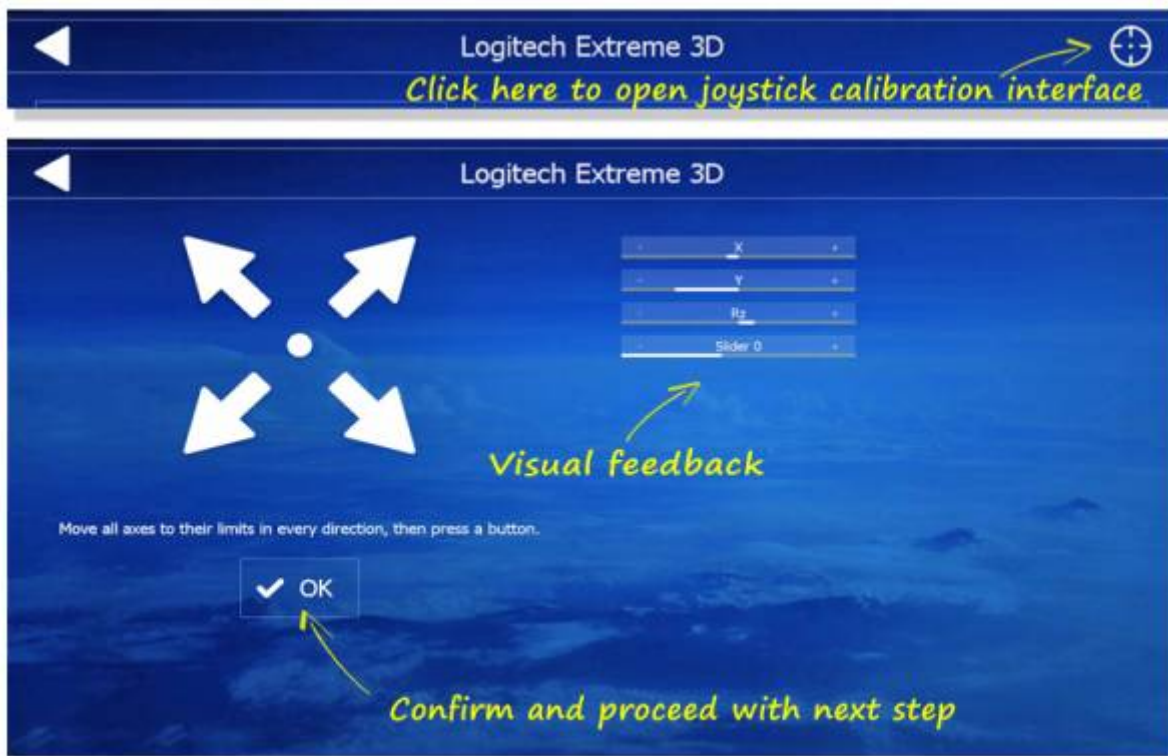 Logitech Extreme 3D
Click here to open joystick calibration interface
Logitech Extreme 3D
- X +
- Y +
- Rz +
- Slider 0 +
Visual feedback
Move all axes to their limits in every direction, then press a button.
OK
Confirm and proceed with next step